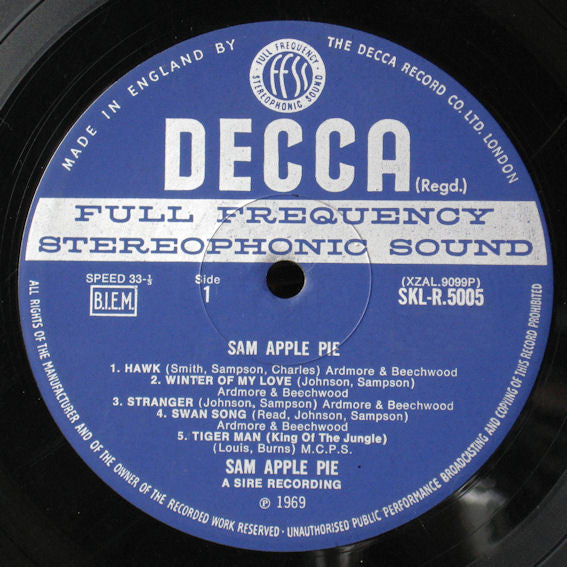 MADE IN ENGLAND BY
THE DECCA RECORD CO. LTD. LONDON
FULL FREQUENCY
FFSS
STEREOPHONIC SOUND
DECCA (Regd.)
FULL FREQUENCY
STEREOPHONIC SOUND
SPEED 33-⅓
Side
(XZAL.9099P)
B.I.E.M.
1
SKL-R.5005
SAM APPLE PIE
1. HAWK (Smith, Sampson, Charles) Ardmore & Beechwood
2. WINTER OF MY LOVE (Johnson, Sampson)
Ardmore & Beechwood
3. STRANGER (Johnson, Sampson) Ardmore & Beechwood
4. SWAN SONG (Read, Johnson, Sampson)
Ardmore & Beechwood
5. TIGER MAN (King Of The Jungle)
(Louis, Burns) M.C.P.S.
SAM APPLE PIE
A SIRE RECORDING
℗ 1969
ALL RIGHTS OF THE MANUFACTURER AND OF THE OWNER OF THE RECORDED WORK RESERVED · UNAUTHORISED PUBLIC PERFORMANCE BROADCASTING AND COPYING OF THIS RECORD PROHIBITED